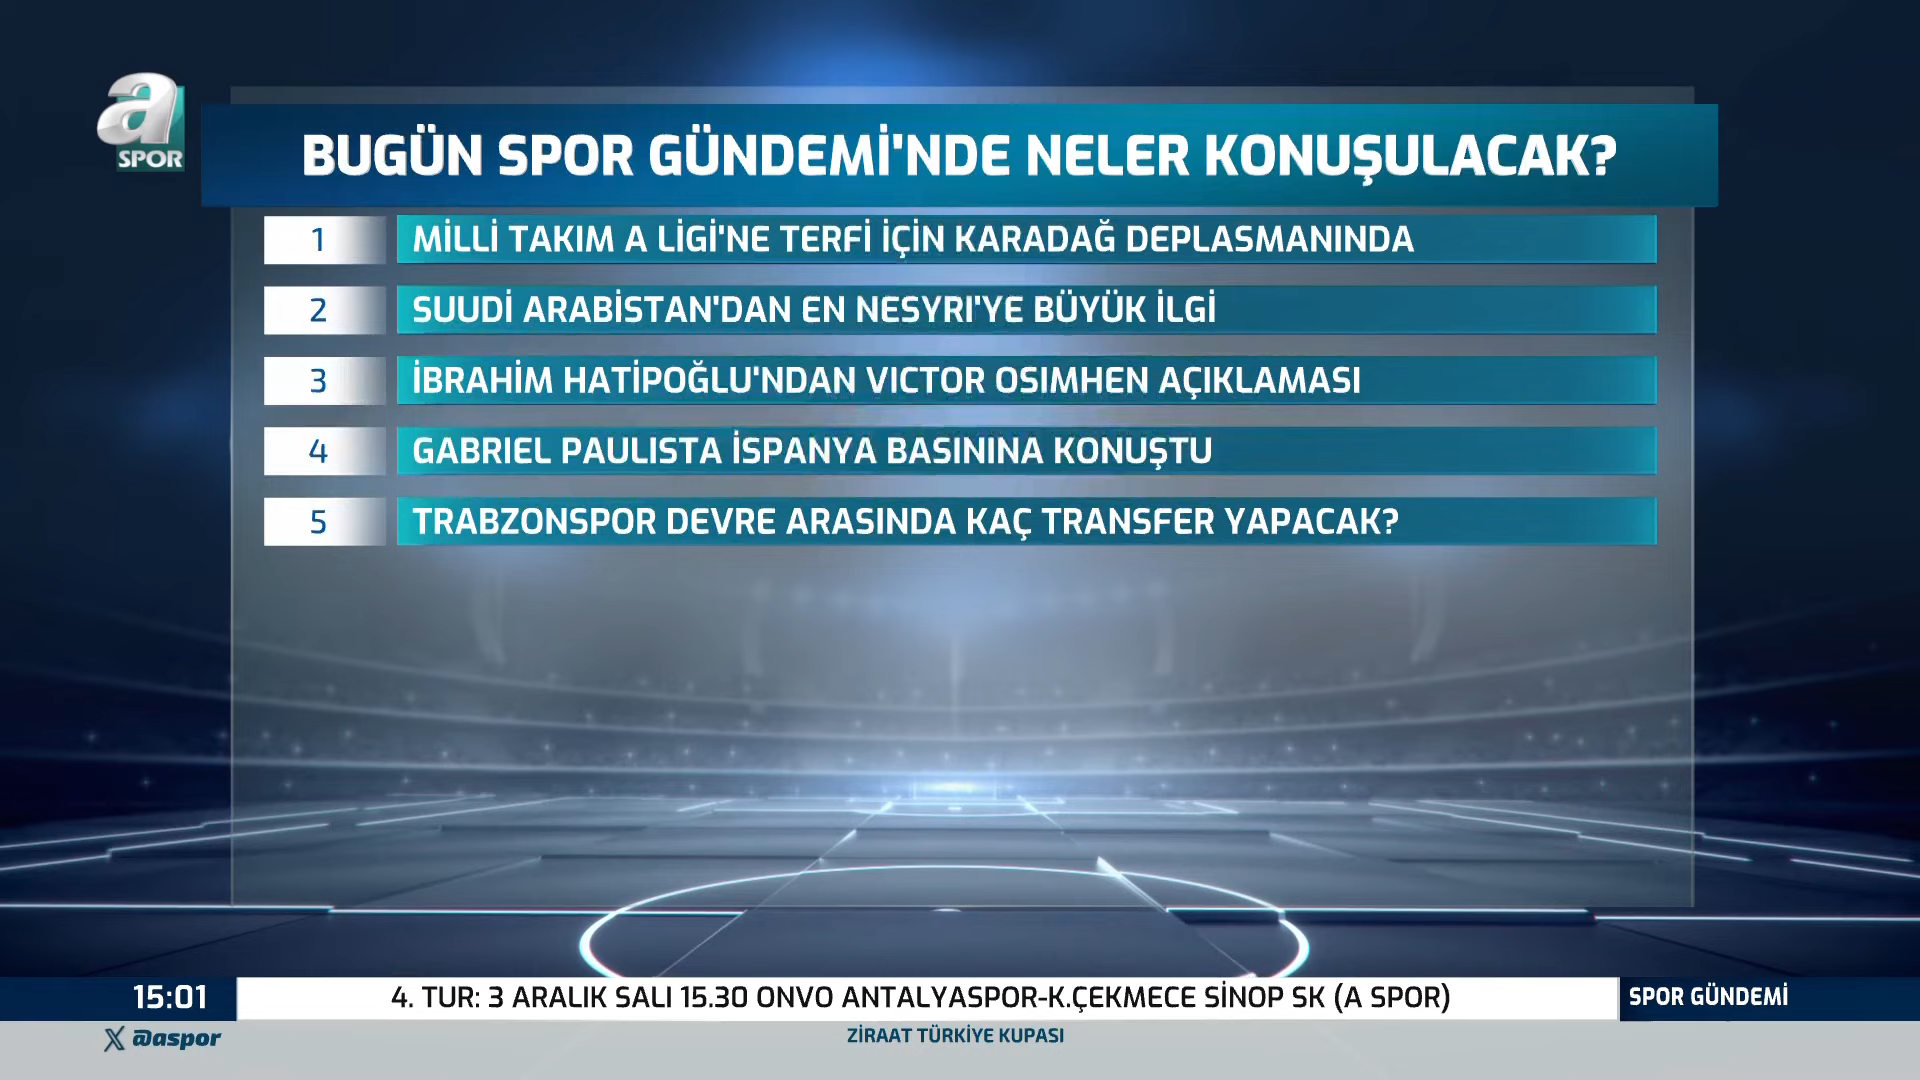 a
SPOR
BUGÜN SPOR GÜNDEMİ'NDE NELER KONUŞULACAK?
1 MİLLİ TAKIM A LİGİ'NE TERFİ İÇİN KARADAĞ DEPLASMANINDA
2 SUUDİ ARABİSTAN'DAN EN NESYRI'YE BÜYÜK İLGİ
3 İBRAHİM HATİPOĞLU'NDAN VICTOR OSIMHEN AÇIKLAMASI
4 GABRIEL PAULISTA İSPANYA BASININA KONUŞTU
5 TRABZONSPOR DEVRE ARASINDA KAÇ TRANSFER YAPACAK?
15:01 4. TUR: 3 ARALIK SALI 15.30 ONVO ANTALYASPOR-K.ÇEKMECE SİNOP SK (A SPOR) SPOR GÜNDEMİ
X @aspor ZİRAAT TÜRKİYE KUPASI